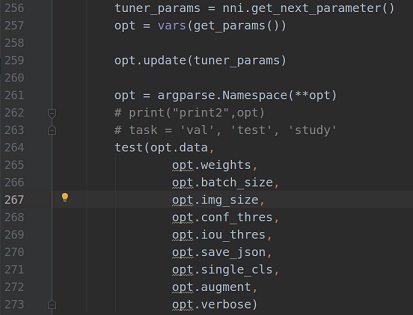 256 tuner_params = nni.get_next_parameter()
257 opt = vars(get_params())
258
259 opt.update(tuner_params)
260
261 opt = argparse.Namespace(**opt)
262 # print("print2",opt)
263 # task = 'val', 'test', 'study'
264 test(opt.data,
265 opt.weights,
266 opt.batch_size,
267 opt.img_size,
268 opt.conf_thres,
269 opt.iou_thres,
270 opt.save_json,
271 opt.single_cls,
272 opt.augment,
273 opt.verbose)